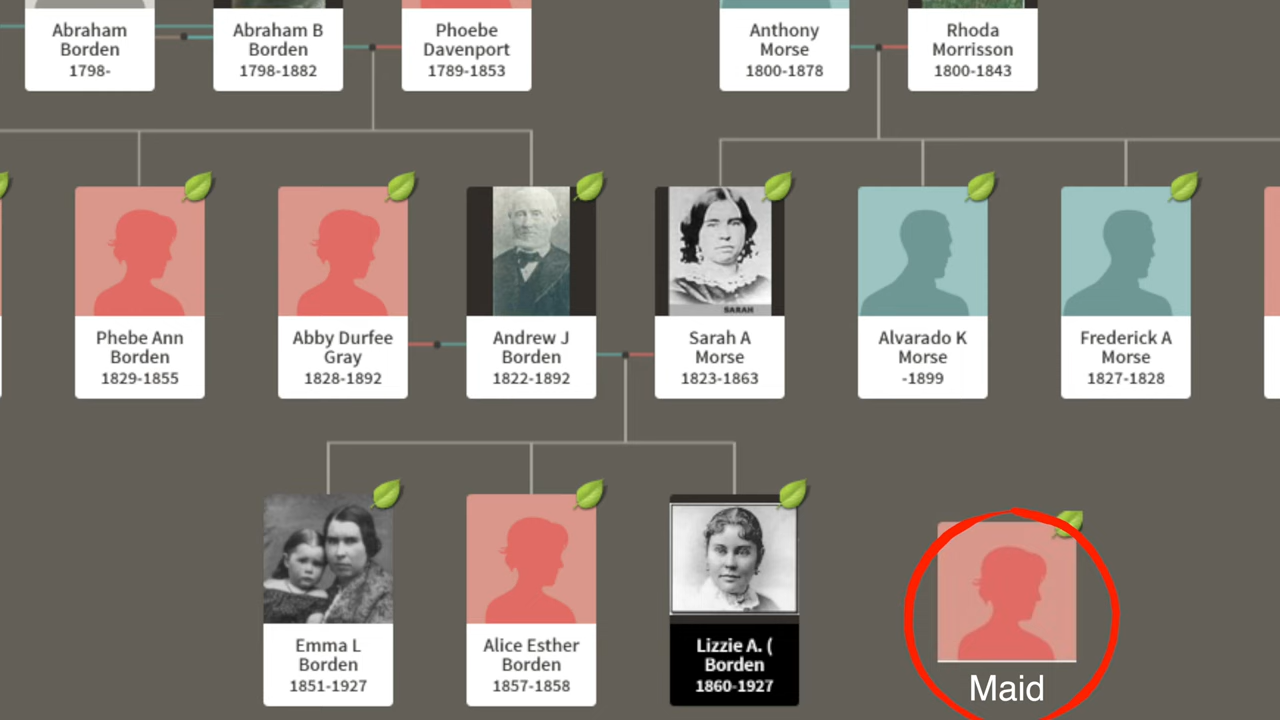 Abraham
Borden
1798-
Abraham B
Borden
1798-1882
Phoebe
Davenport
1789-1853
Anthony
Morse
1800-1878
Rhoda
Morrisson
1800-1843
Phebe Ann
Borden
1829-1855
Abby Durfee
Gray
1828-1892
Andrew J
Borden
1822-1892
SARAH
Sarah A
Morse
1823-1863
Alvarado K
Morse
-1899
Frederick A
Morse
1827-1828
Emma L
Borden
1851-1927
Alice Esther
Borden
1857-1858
Lizzie A. (
Borden
1860-1927
Maid